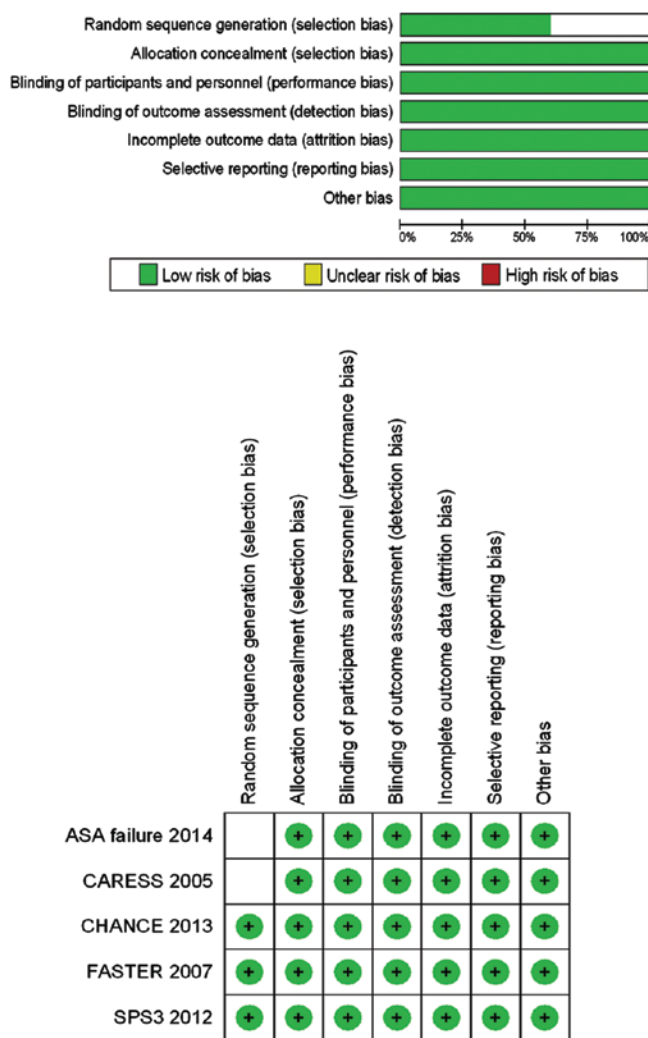 Random sequence generation (selection bias)
Allocation concealment (selection bias)
Blinding of participants and personnel (performance bias)
Blinding of outcome assessment (detection bias)
Incomplete outcome data (attrition bias)
Selective reporting (reporting bias)
Other bias
0% 25% 50% 75% 100%
Low risk of bias Unclear risk of bias High risk of bias
Random sequence generation (selection bias)
Allocation concealment (selection bias)
Blinding of participants and personnel (performance bias)
Blinding of outcome assessment (detection bias)
Incomplete outcome data (attrition bias)
Selective reporting (reporting bias)
Other bias
ASA failure 2014 + + + + + +
CARESS 2005 + + + + + +
CHANCE 2013 + + + + + + +
FASTER 2007 + + + + + + +
SPS3 2012 + + + + + + +